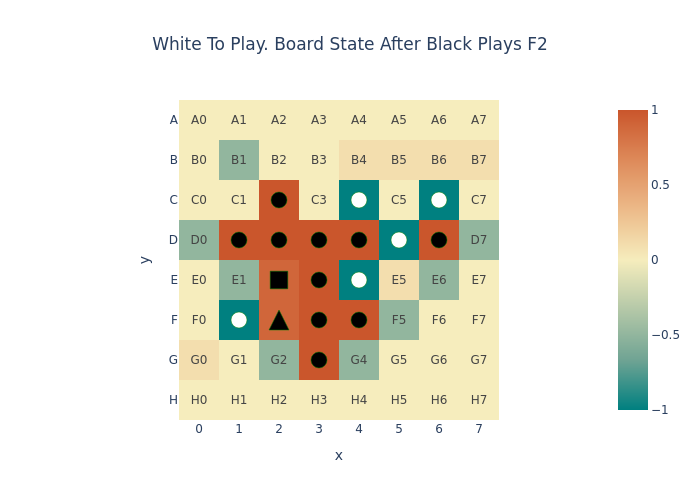 White To Play. Board State After Black Plays F2
A A0 A1 A2 A3 A4 A5 A6 A7
B B0 B1 B2 B3 B4 B5 B6 B7
C C0 C1 C3 C5 C7
D D0 D7
E E0 E1 E5 E6 E7
F F0 F5 F6 F7
G G0 G1 G2 G4 G5 G6 G7
H H0 H1 H2 H3 H4 H5 H6 H7
0 1 2 3 4 5 6 7
x
y
1
0.5
0
−0.5
−1